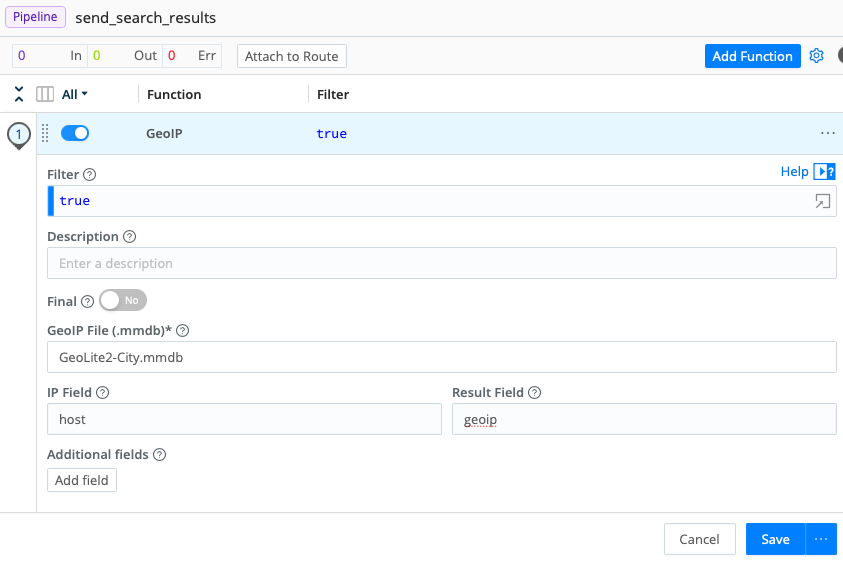 Pipeline send_search_results
0 In 0 Out 0 Err Attach to Route Add Function
All Function Filter
1 GeoIP true ...
Filter ? Help ?
true
Description ?
Enter a description
Final ? No
GeoIP File (.mmdb)* ?
GeoLite2-City.mmdb
IP Field ? Result Field ?
host geoip
Additional fields ?
Add field
Cancel Save ...